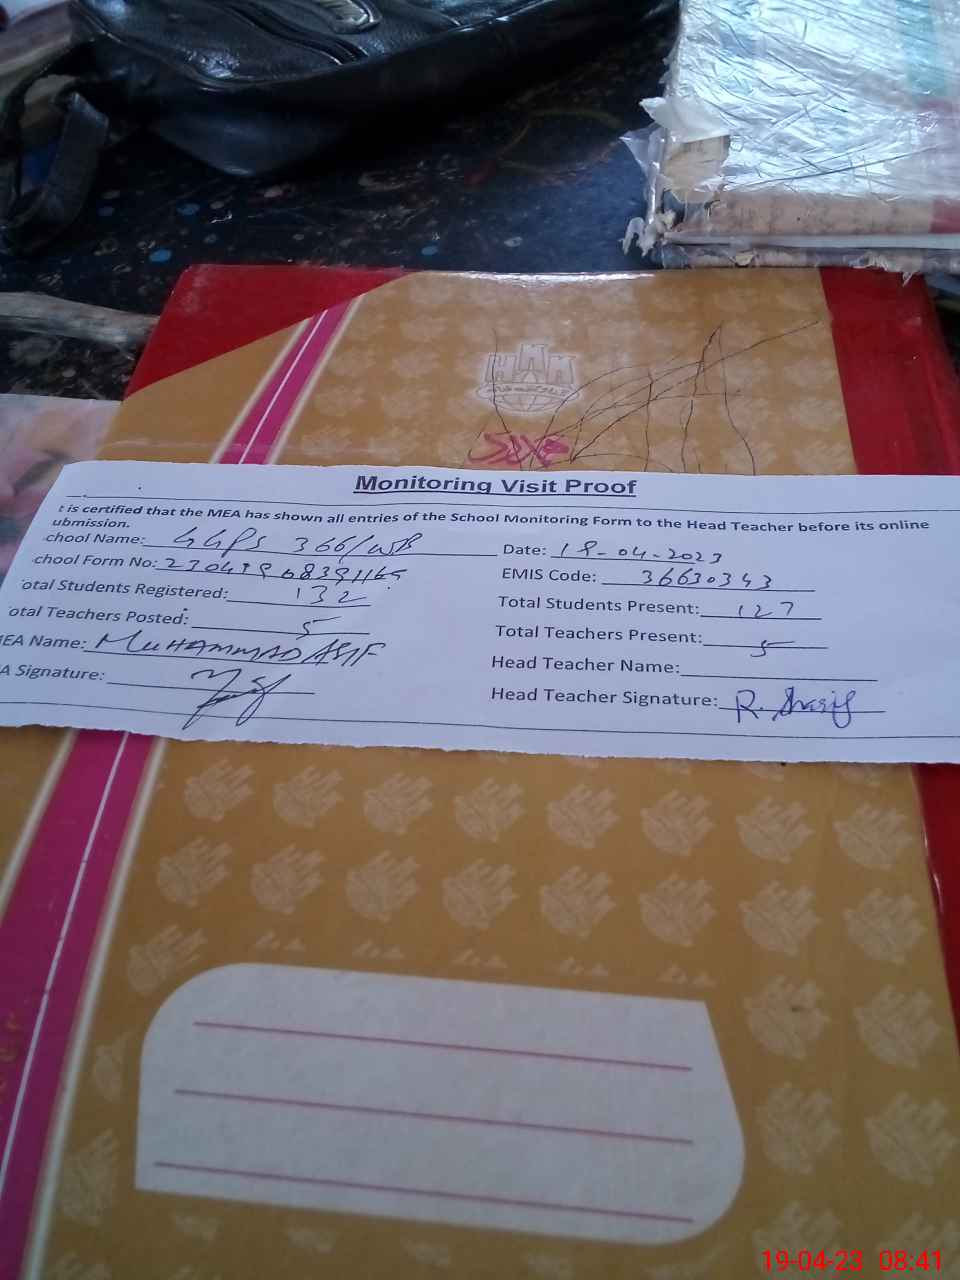 Monitoring Visit Proof
t is certified that the MEA has shown all entries of the School Monitoring Form to the Head Teacher before its online
ubmission.
chool Name: GGPS 366/WB
Date: 18-04-2023
chool Form No:
EMIS Code: 36630343
otal Students Registered: 132
Total Students Present: 127
otal Teachers Posted: 5
Total Teachers Present: 5
MEA Name: MUHAMMAD ASIF
Head Teacher Name:
A Signature:
Head Teacher Signature: R. Sharif
19-04-23 08:41